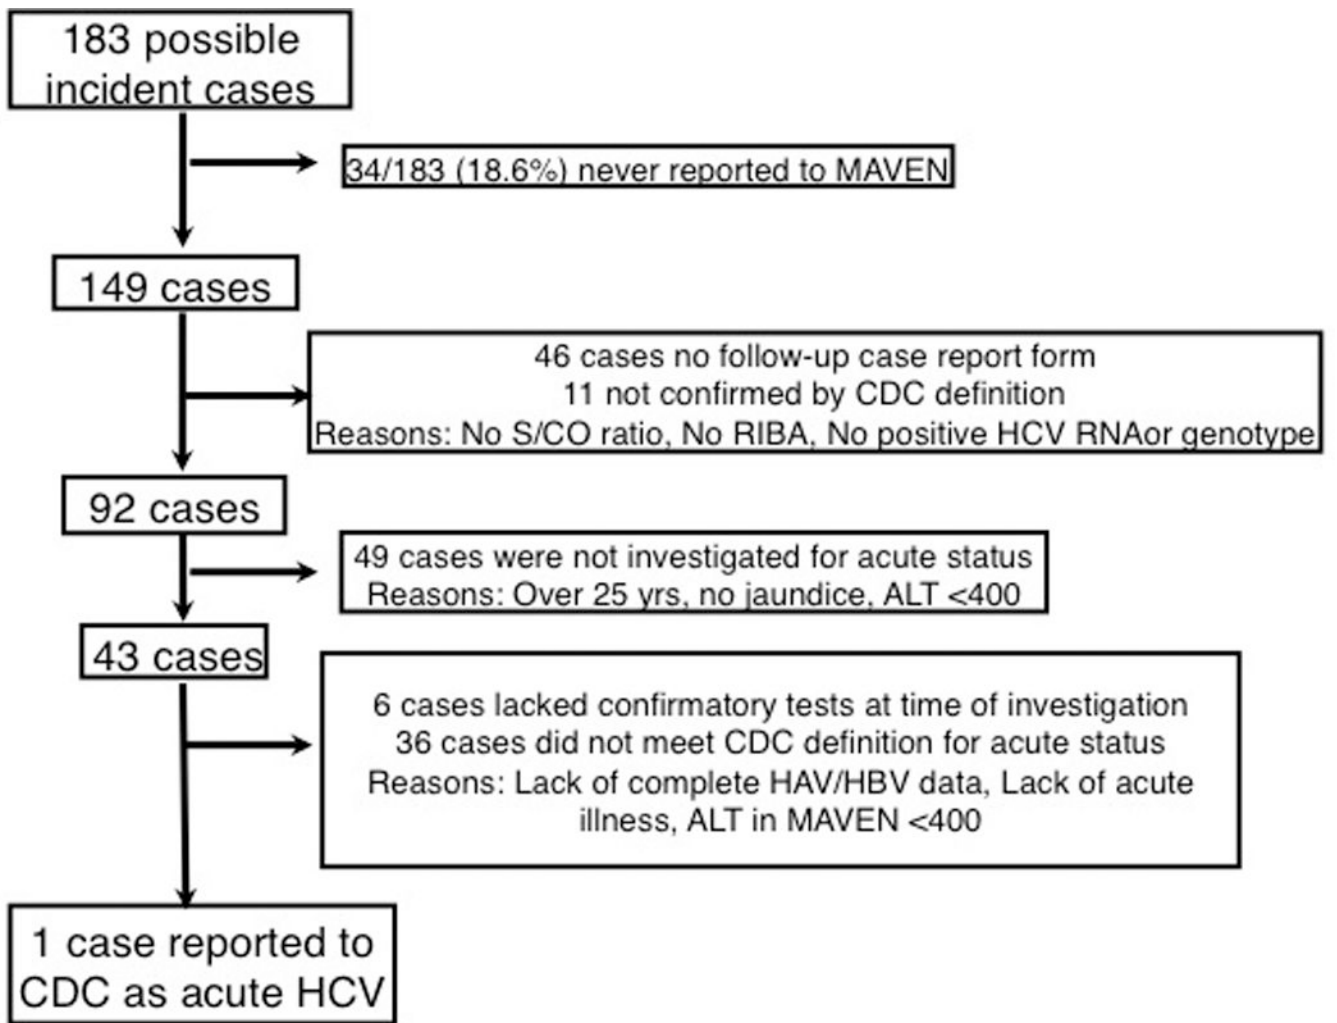 183 possible
incident cases
34/183 (18.6%) never reported to MAVEN
149 cases
46 cases no follow-up case report form
11 not confirmed by CDC definition
Reasons: No S/CO ratio, No RIBA, No positive HCV RNAor genotype
92 cases
49 cases were not investigated for acute status
Reasons: Over 25 yrs, no jaundice, ALT <400
43 cases
6 cases lacked confirmatory tests at time of investigation
36 cases did not meet CDC definition for acute status
Reasons: Lack of complete HAV/HBV data, Lack of acute
illness, ALT in MAVEN <400
1 case reported to
CDC as acute HCV